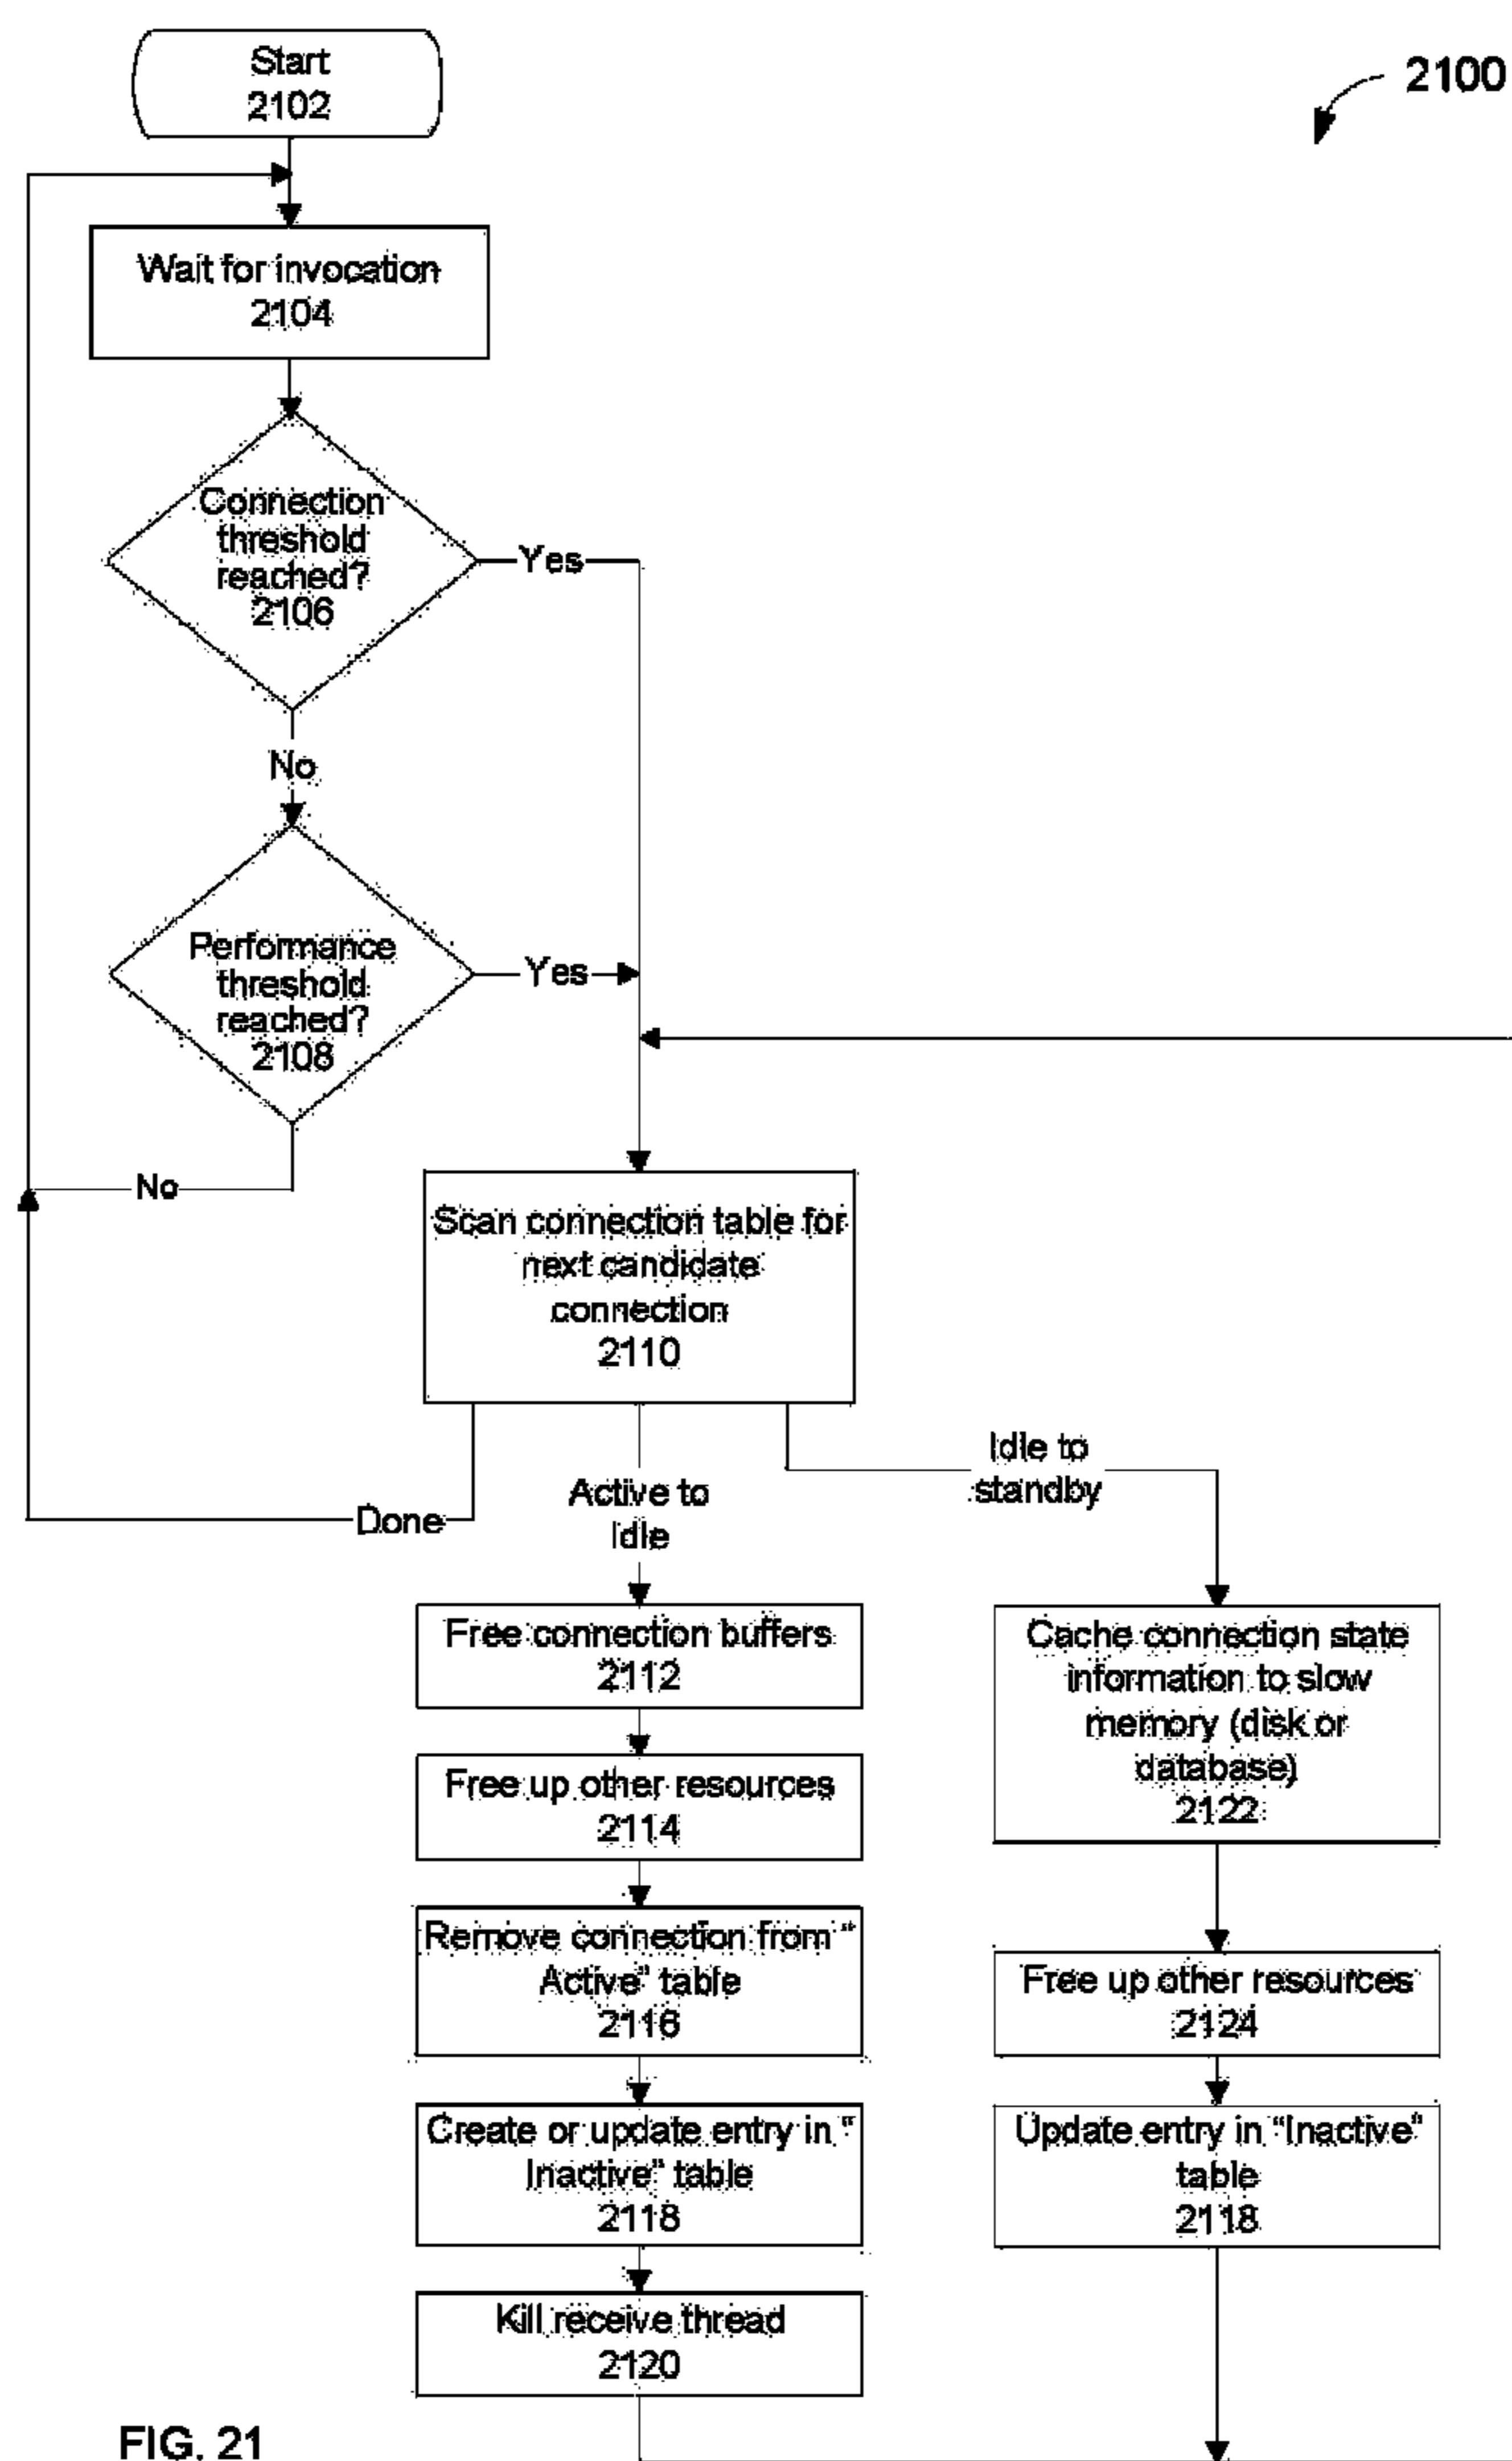 Start
2102
2100
Wait for invocation
2104
Connection
threshold
reached?
2106
Yes
No
Performance
threshold
reached?
2108
Yes
No
Scan connection table for
next candidate
connection
2110
Done
Active to
Idle
Idle to
standby
Free connection buffers
2112
Free up other resources
2114
Remove connection from "
Active" table
2116
Create or update entry in "
Inactive" table
2118
Kill receive thread
2120
Cache connection state
information to slow
memory (disk or
database)
2122
Free up other resources
2124
Update entry in "Inactive"
table
2118
FIG. 21